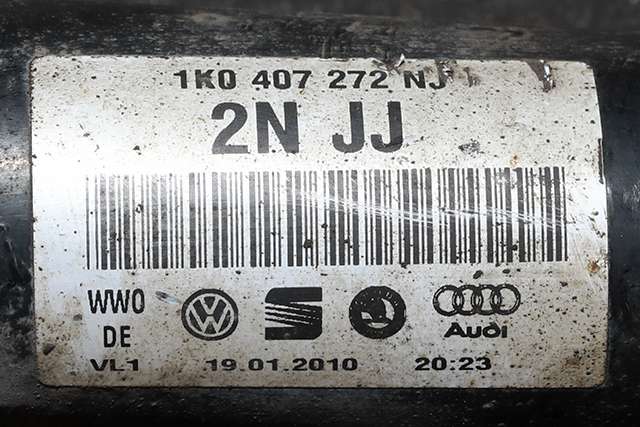 1K0 407 272 NJ
2N JJ
WWO
DE
VL1
Audi
19.01.2010
20:23